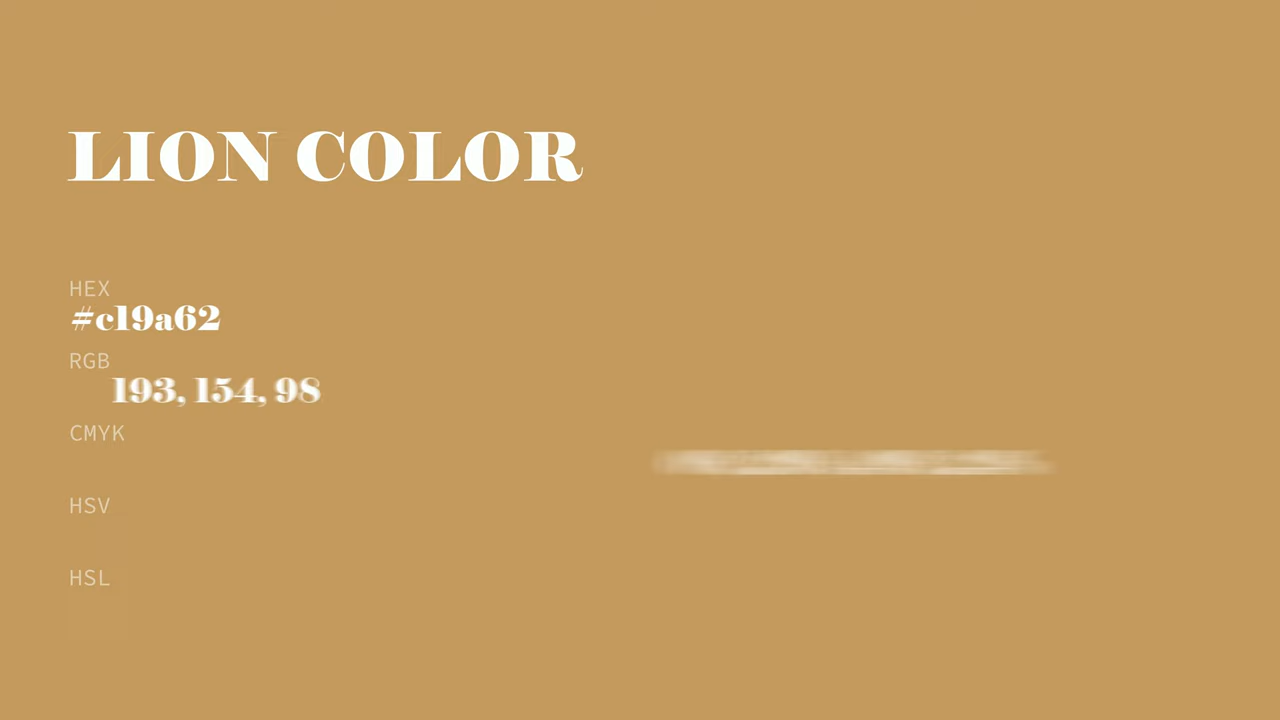 LION COLOR
HEX
#c19a62
RGB
193, 154, 98
CMYK
HSV
HSL